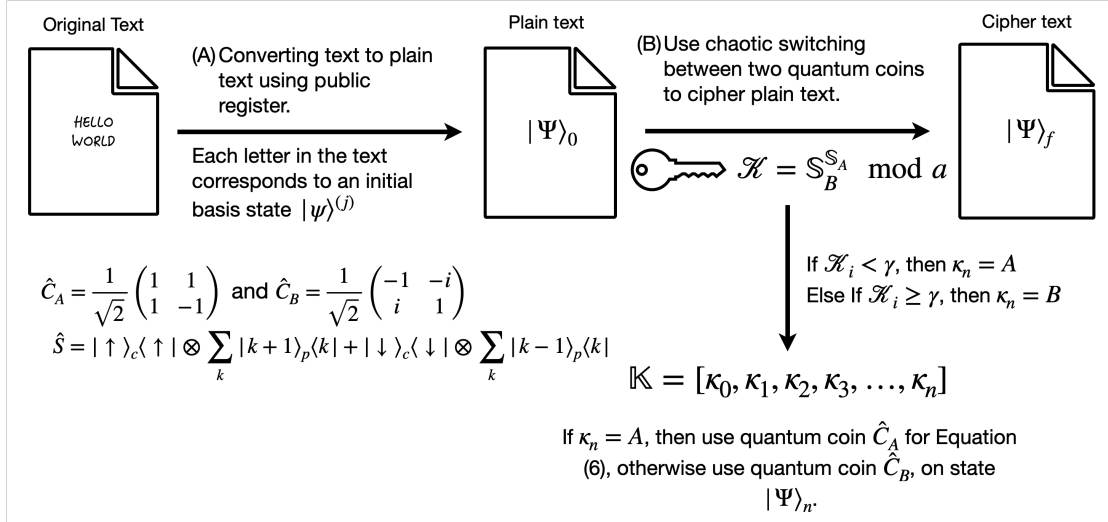 Original Text
Plain text
Cipher text
(A) Converting text to plain
text using public
register.
(B) Use chaotic switching
between two quantum coins
to cipher plain text.
HELLO
WORLD
|Ψ⟩₀
|Ψ⟩_f
Each letter in the text
corresponds to an initial
basis state |ψ⟩^(j)
𝒦 = 𝕊_B^{𝕊_A} mod a
If 𝒦_i < γ, then κ_n = A
Else If 𝒦_i ≥ γ, then κ_n = B
Ĉ_A = 1/√2 (1 1; 1 −1) and Ĉ_B = 1/√2 (−1 −i; i 1)
Ŝ = |↑⟩_c⟨↑| ⊗ ∑_k |k+1⟩_p⟨k| + |↓⟩_c⟨↓| ⊗ ∑_k |k−1⟩_p⟨k|
𝕂 = [κ₀, κ₁, κ₂, κ₃, …, κ_n]
If κ_n = A, then use quantum coin Ĉ_A for Equation
(6), otherwise use quantum coin Ĉ_B, on state
|Ψ⟩_n.